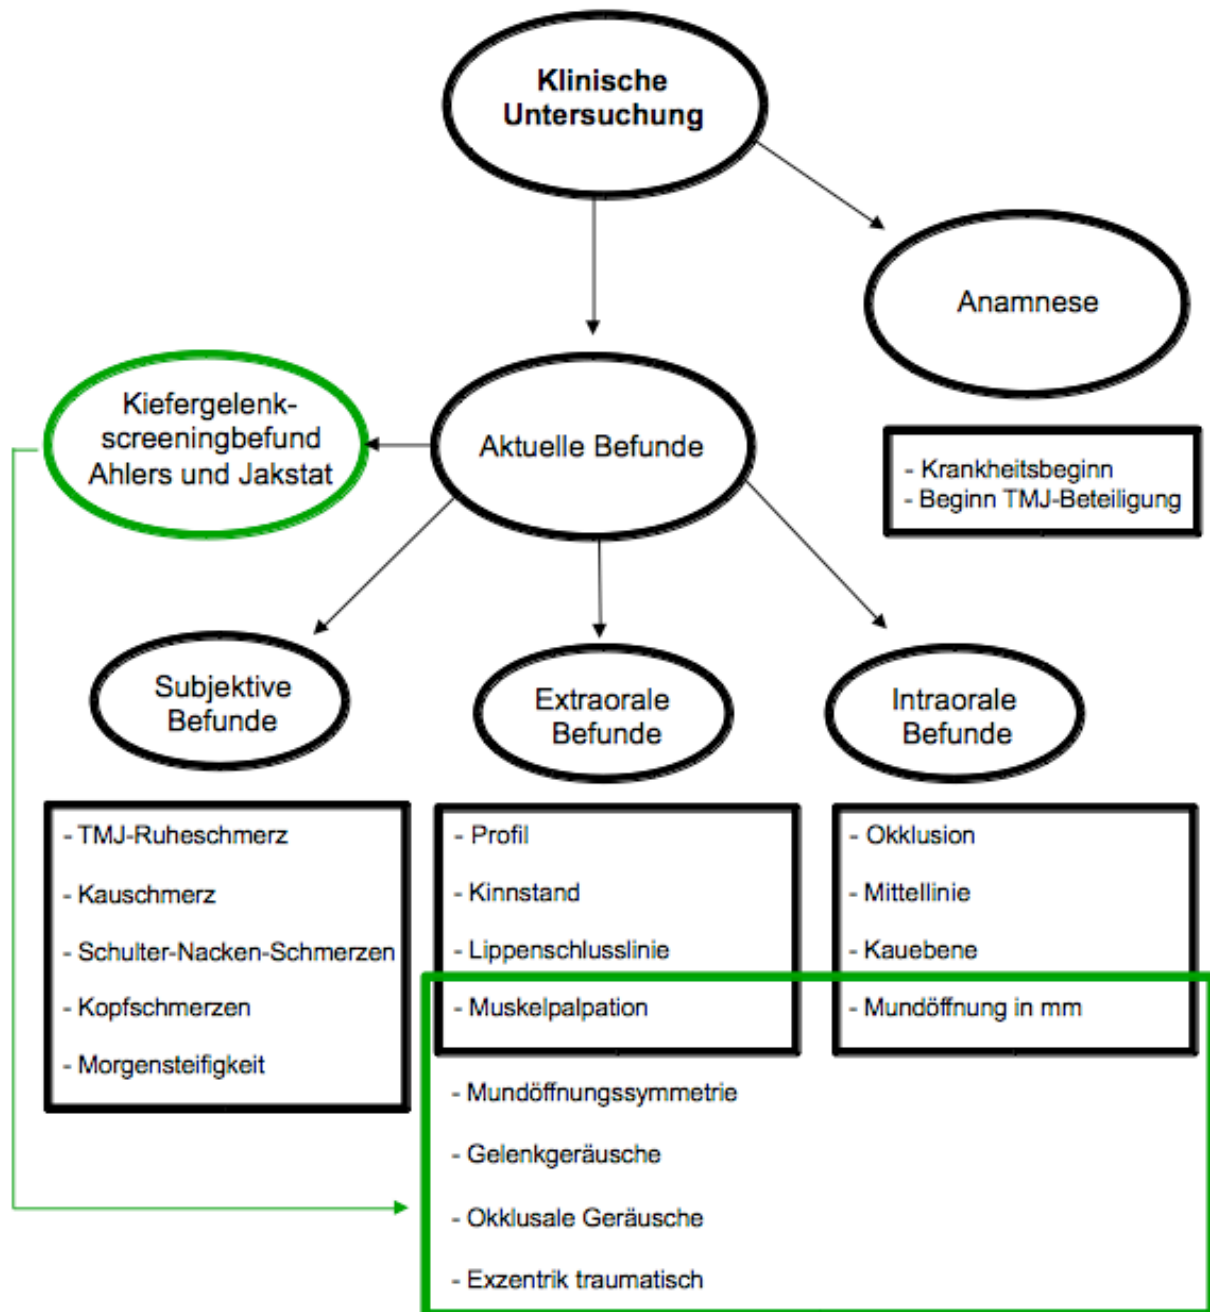 Klinische
Untersuchung
Anamnese
Kiefergelenk-
screeningbefund
Ahlers und Jakstat
Aktuelle Befunde
- Krankheitsbeginn
- Beginn TMJ-Beteiligung
Subjektive
Befunde
Extraorale
Befunde
Intraorale
Befunde
- TMJ-Ruheschmerz
- Kauschmerz
- Schulter-Nacken-Schmerzen
- Kopfschmerzen
- Morgensteifigkeit
- Profil
- Kinnstand
- Lippenschlusslinie
- Muskelpalpation
- Okklusion
- Mittellinie
- Kauebene
- Mundöffnung in mm
- Mundöffnungssymmetrie
- Gelenkgeräusche
- Okklusale Geräusche
- Exzentrik traumatisch